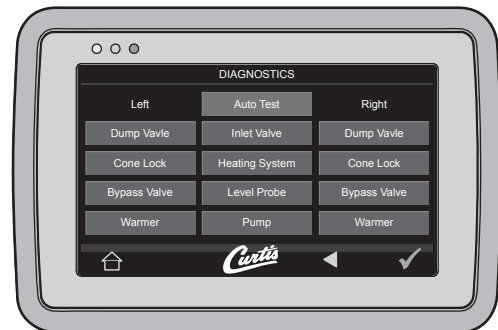 DIAGNOSTICS
Left Auto Test Right
Dump Vavle Inlet Valve Dump Vavle
Cone Lock Heating System Cone Lock
Bypass Valve Level Probe Bypass Valve
Warmer Pump Warmer
Curtis